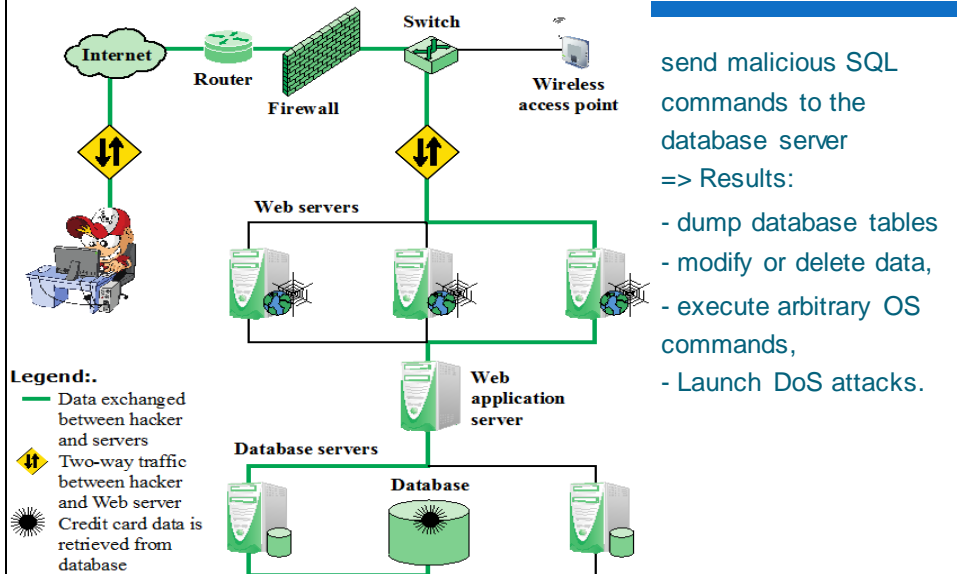 Switch
Internet
Router
Firewall
Wireless
access point
Web servers
Web
application
server
Legend:.
Data exchanged
between hacker
and servers
Two-way traffic
between hacker
and Web server
Credit card data is
retrieved from
database
Database servers
Database
send malicious SQL
commands to the
database server
=> Results:
- dump database tables
- modify or delete data,
- execute arbitrary OS
commands,
- Launch DoS attacks.